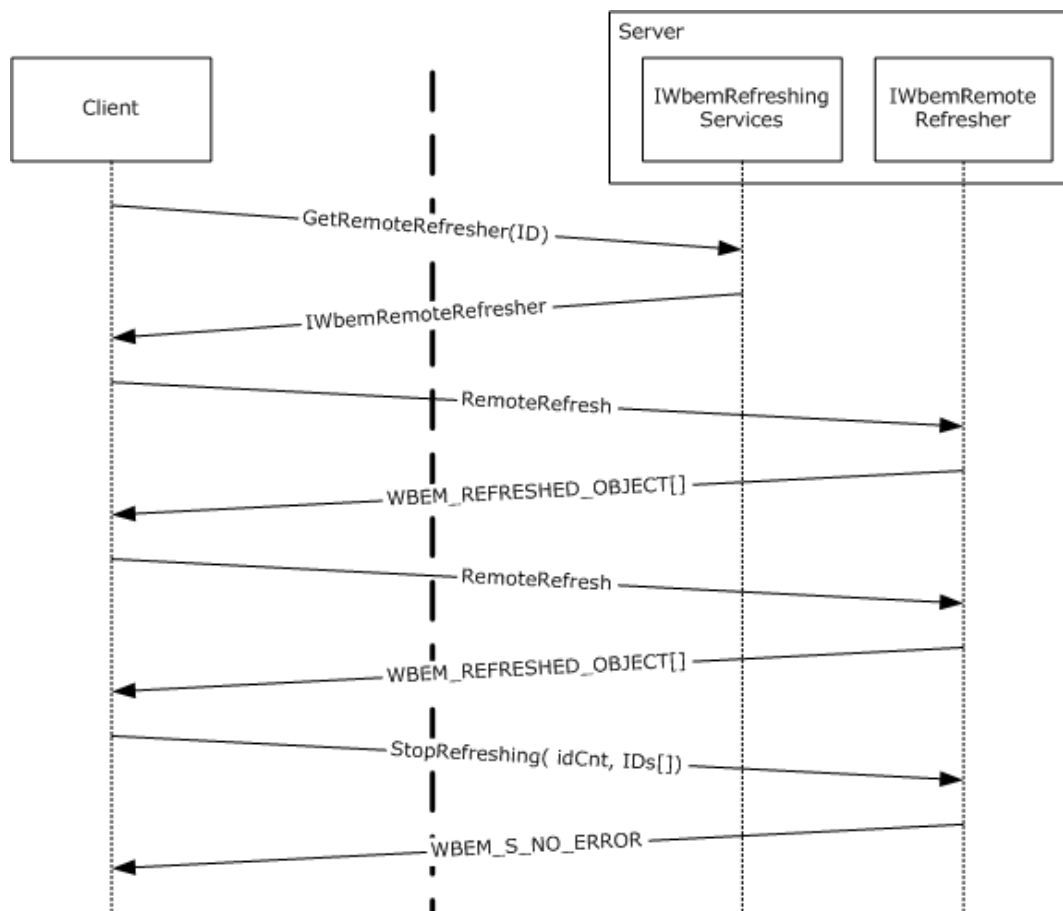 Server
Client
IWbemRefreshing
Services
IWbemRemote
Refresher
GetRemoteRefresher(ID)
IWbemRemoteRefresher
RemoteRefresh
WBEM_REFRESHED_OBJECT[]
RemoteRefresh
WBEM_REFRESHED_OBJECT[]
StopRefreshing( idCnt, IDs[])
WBEM_S_NO_ERROR